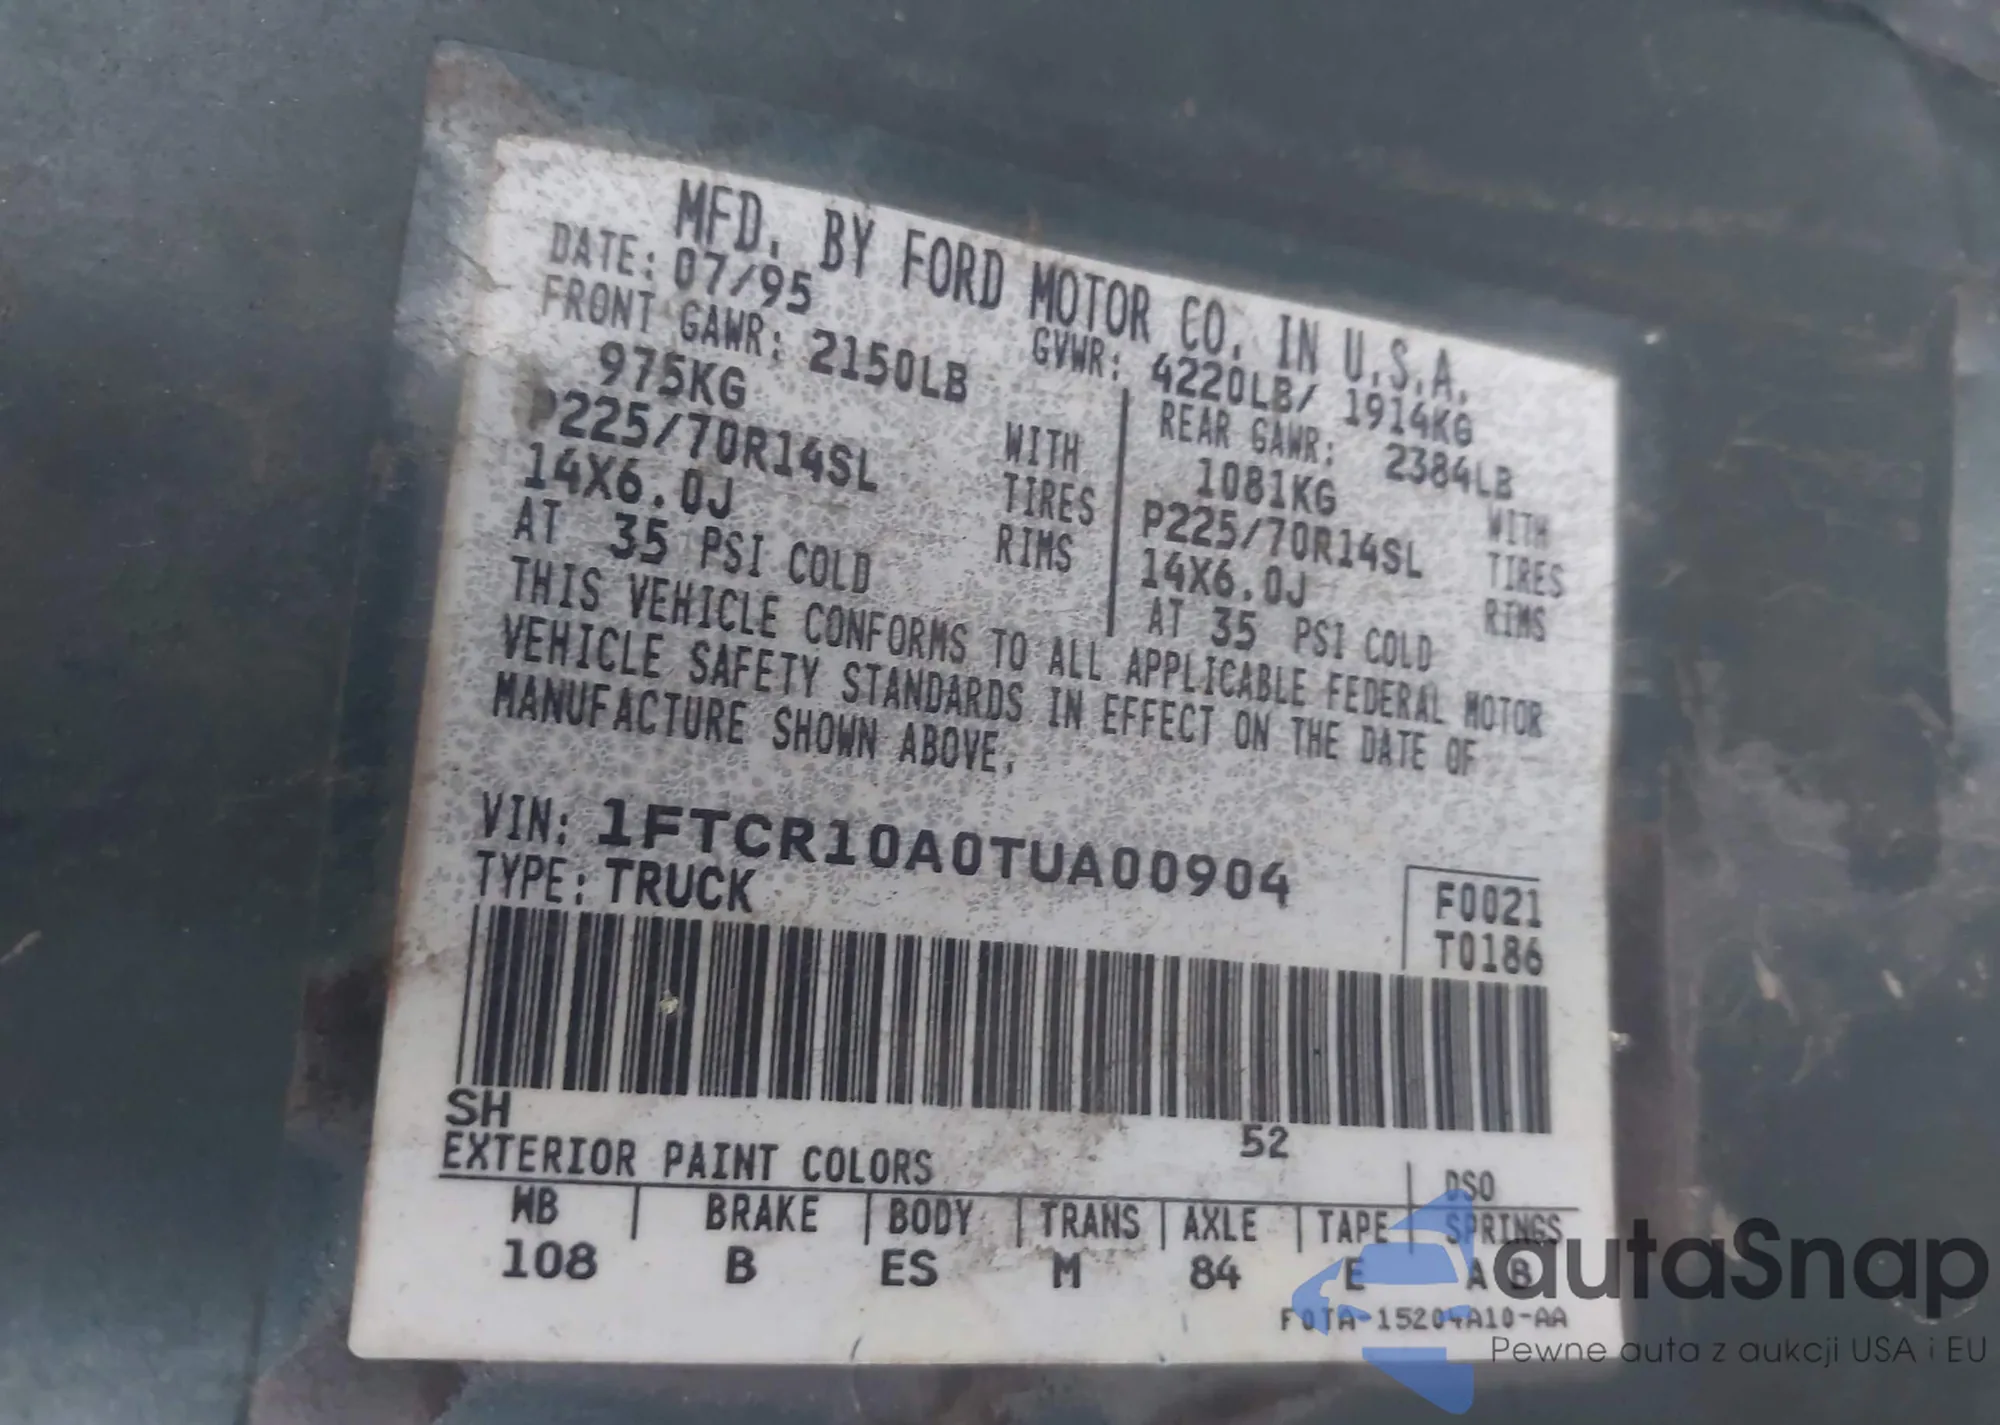 MFD. BY FORD MOTOR CO. IN U.S.A.
DATE: 07/95 GVWR: 4220LB/ 1914KG
FRONT GAWR: 2150LB REAR GAWR: 2384LB
975KG WITH 1081KG WITH
P225/70R14SL TIRES P225/70R14SL TIRES
14X6.0J RIMS 14X6.0J RIMS
AT 35 PSI COLD AT 35 PSI COLD
THIS VEHICLE CONFORMS TO ALL APPLICABLE FEDERAL MOTOR
VEHICLE SAFETY STANDARDS IN EFFECT ON THE DATE OF
MANUFACTURE SHOWN ABOVE.
VIN: 1FTCR10A0TUA00904
TYPE: TRUCK
F0021
T0186
SH 52
EXTERIOR PAINT COLORS DSO
WB BRAKE BODY TRANS AXLE TAPE SPRINGS
108 B ES M 84 E A B
F0TA-15204A10-AA
autaSnap
Pewne auta z aukcji USA i EU